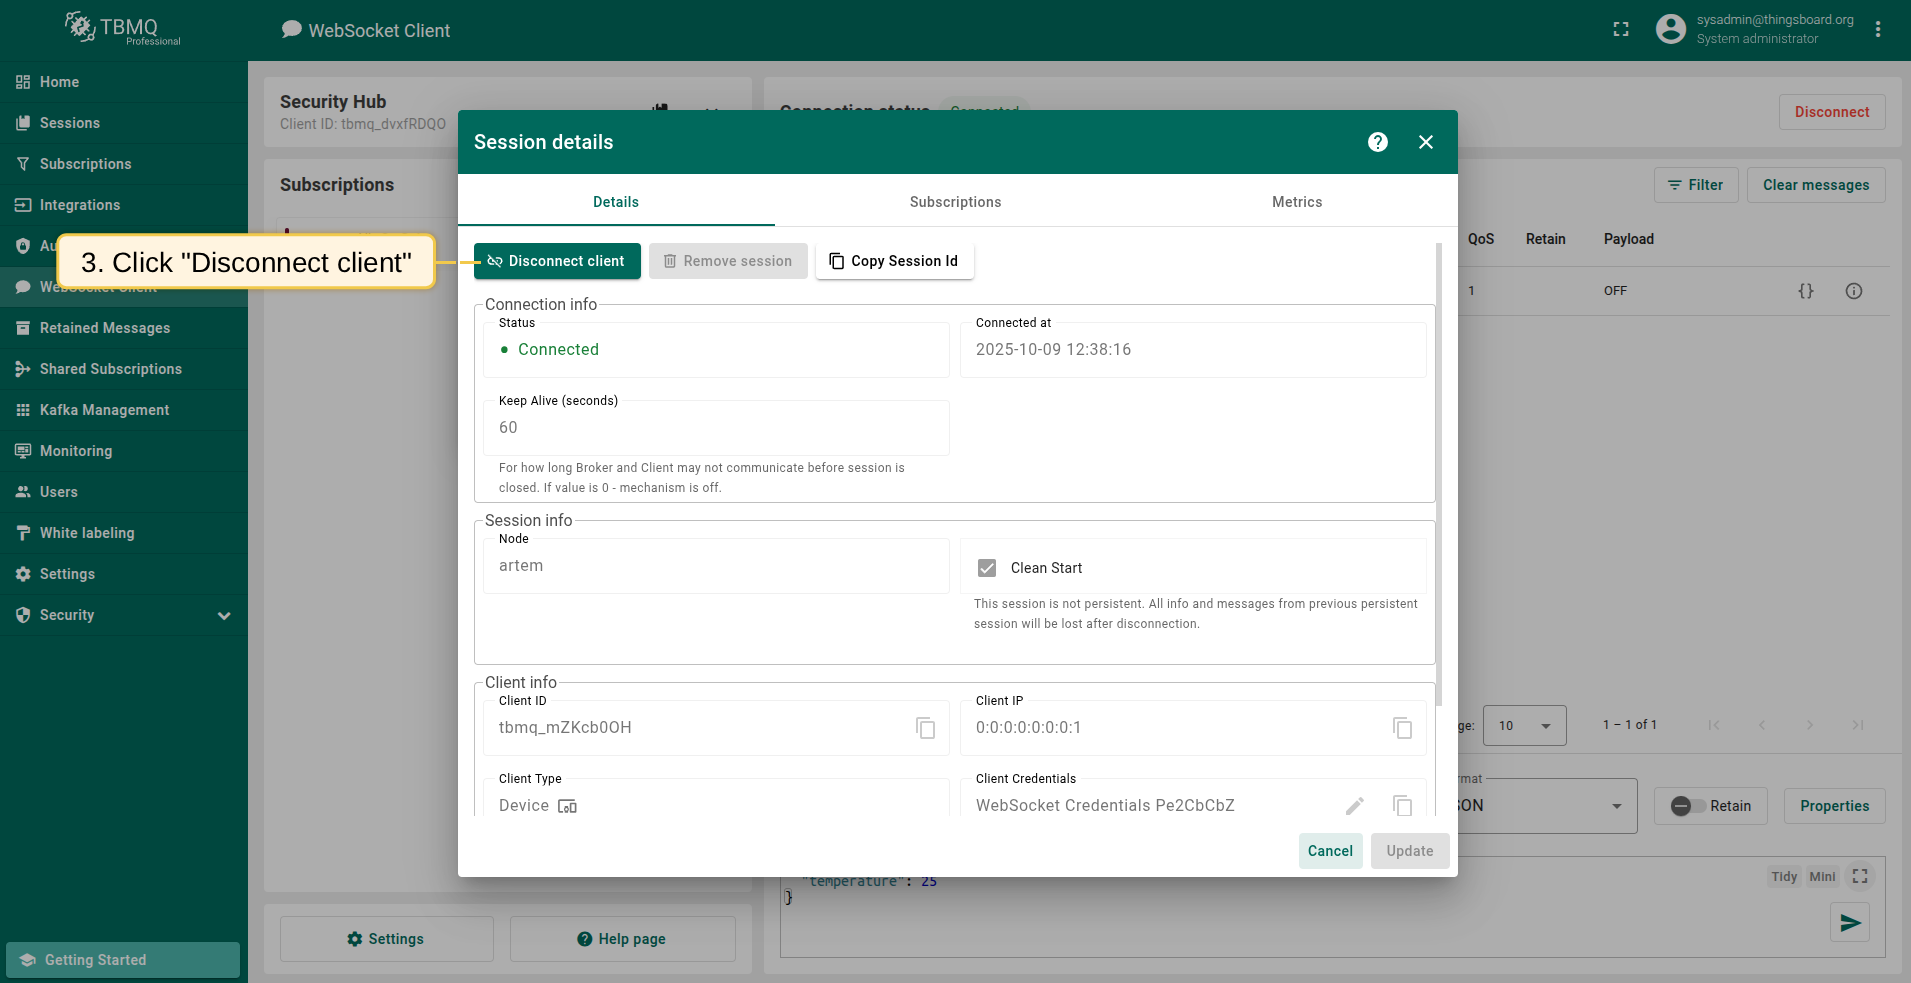 TBMQ
Professional
WebSocket Client
sysadmin@thingsboard.org
System administrator
Home
Sessions
Subscriptions
Integrations
WebSocket Client
Retained Messages
Shared Subscriptions
Kafka Management
Monitoring
Users
White labeling
Settings
Security
Getting Started
3. Click "Disconnect client"
Security Hub
Client ID: tbmq_dvxfRDQO
Subscriptions
Settings
Help page
Connection status
Connected
Disconnect
Filter
Clear messages
QoS
Retain
Payload
1
OFF
10
1 – 1 of 1
Retain
Properties
"temperature": 25
}
Tidy
Mini
Session details
Details
Subscriptions
Metrics
Disconnect client
Remove session
Copy Session Id
Connection info
Status
Connected
Connected at
2025-10-09 12:38:16
Keep Alive (seconds)
60
For how long Broker and Client may not communicate before session is
closed. If value is 0 - mechanism is off.
Session info
Node
artem
Clean Start
This session is not persistent. All info and messages from previous persistent
session will be lost after disconnection.
Client info
Client ID
tbmq_mZKcb0OH
Client IP
0:0:0:0:0:0:0:1
Client Type
Device
Client Credentials
WebSocket Credentials Pe2CbCbZ
Cancel
Update